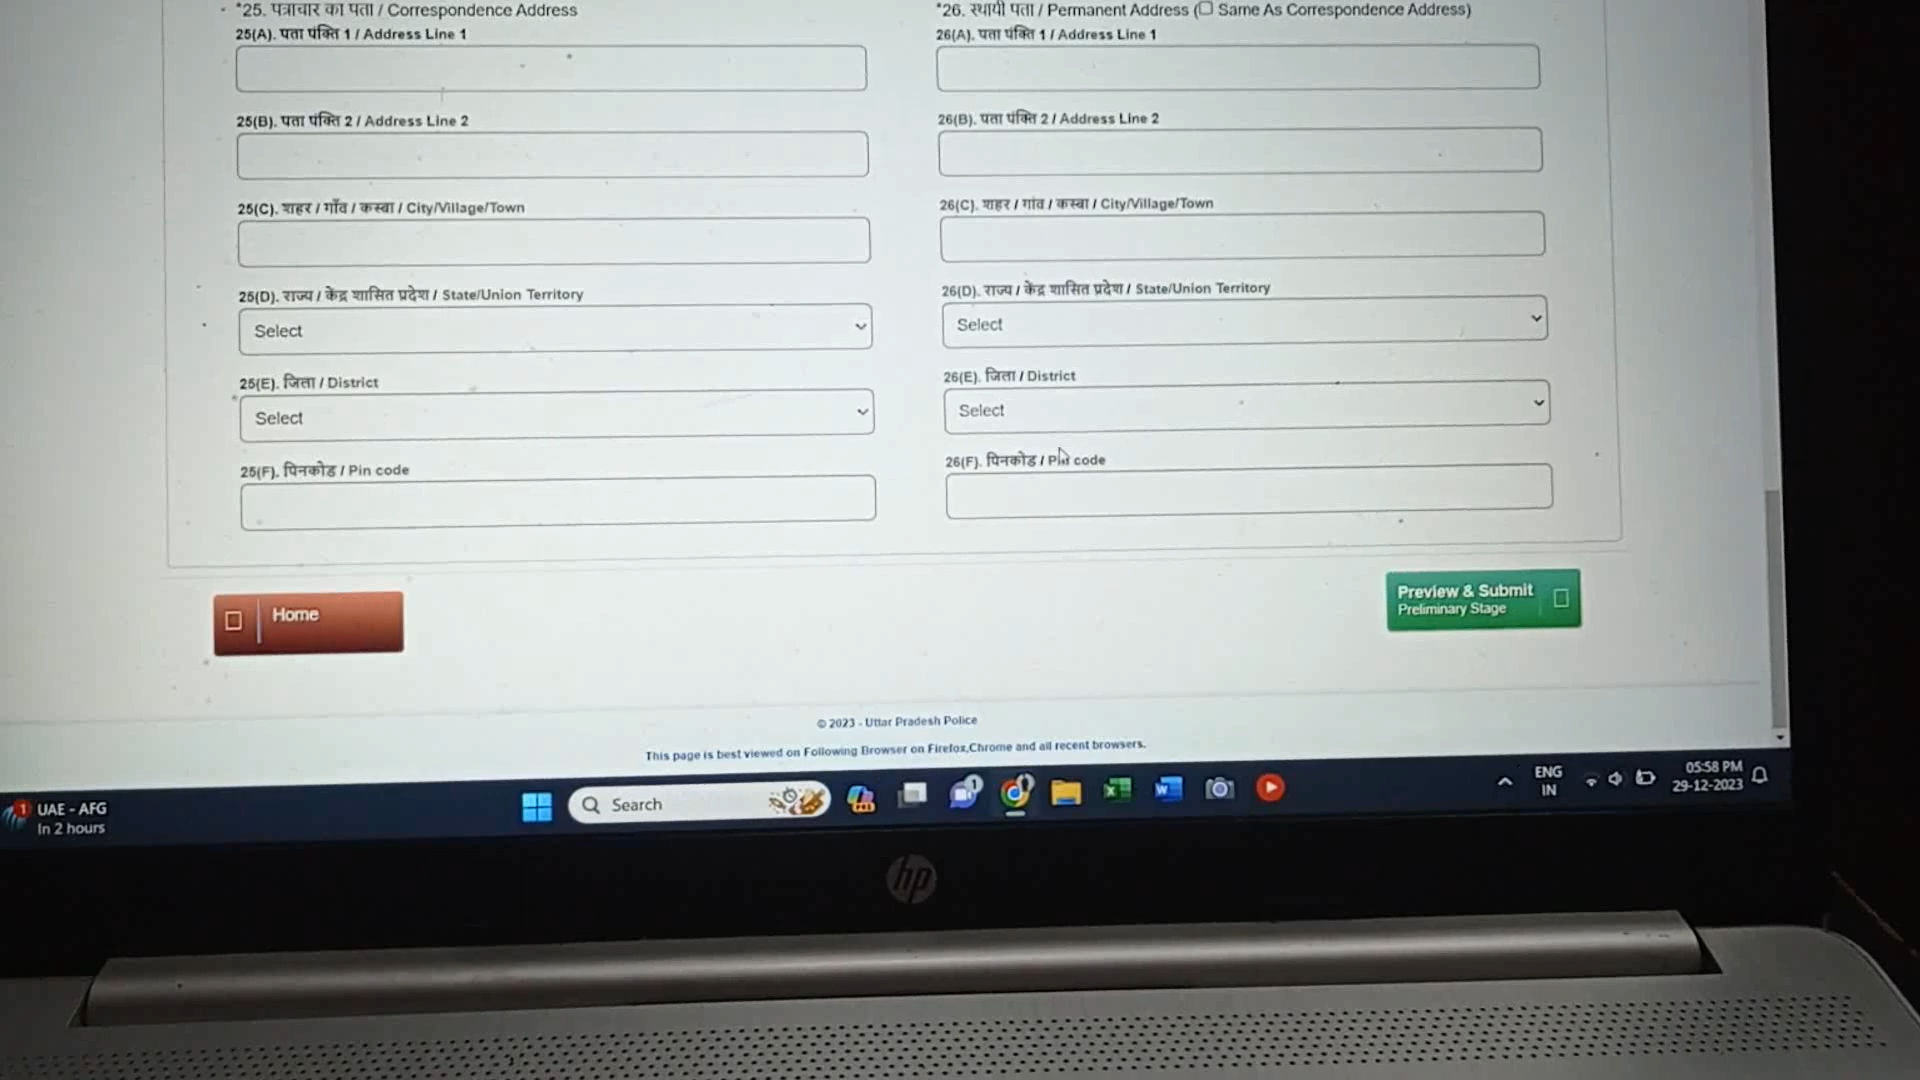 *25. पत्राचार का पता / Correspondence Address
25(A). पता पंक्ति 1 / Address Line 1
25(B). पता पंक्ति 2 / Address Line 2
25(C). शहर / गाँव / कस्बा / City/Village/Town
25(D). राज्य / केंद्र शासित प्रदेश / State/Union Territory
Select
25(E). जिला / District
Select
25(F). पिनकोड / Pin code
*26. स्थायी पता / Permanent Address (☐ Same As Correspondence Address)
26(A). पता पंक्ति 1 / Address Line 1
26(B). पता पंक्ति 2 / Address Line 2
26(C). शहर / गांव / कस्बा / City/Village/Town
26(D). राज्य / केंद्र शासित प्रदेश / State/Union Territory
Select
26(E). जिला / District
Select
26(F). पिनकोड / Pin code
Home
Preview & Submit
Preliminary Stage
© 2023 - Uttar Pradesh Police
This page is best viewed on Following Browser on Firefox,Chrome and all recent browsers.
1
UAE - AFG
In 2 hours
Search
PRE
1
ENG
IN
05:58 PM
29-12-2023
hp